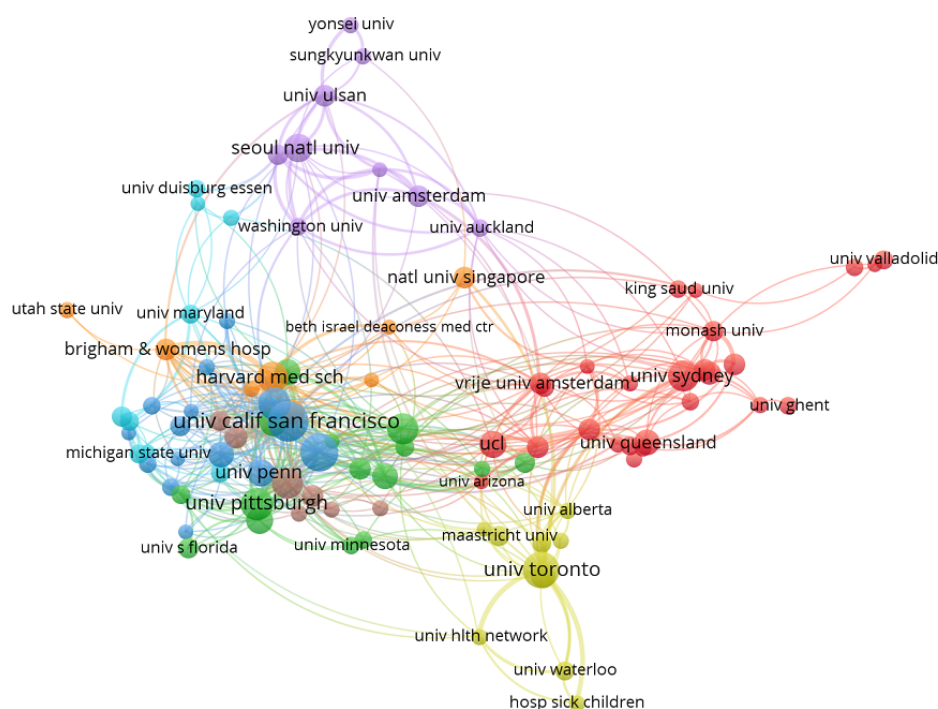 yonsei univ
sungkyunkwan univ
univ ulsan
seoul natl univ
univ duisburg essen
univ amsterdam
washington univ
univ auckland
univ valladolid
natl univ singapore
king saud univ
utah state univ
univ maryland
beth israel deaconess med ctr
monash univ
brigham & womens hosp
harvard med sch
vrije univ amsterdam
univ sydney
univ ghent
univ calif san francisco
ucl
univ queensland
michigan state univ
univ penn
univ arizona
univ pittsburgh
univ alberta
maastricht univ
univ s florida
univ minnesota
univ toronto
univ hlth network
univ waterloo
hosp sick children